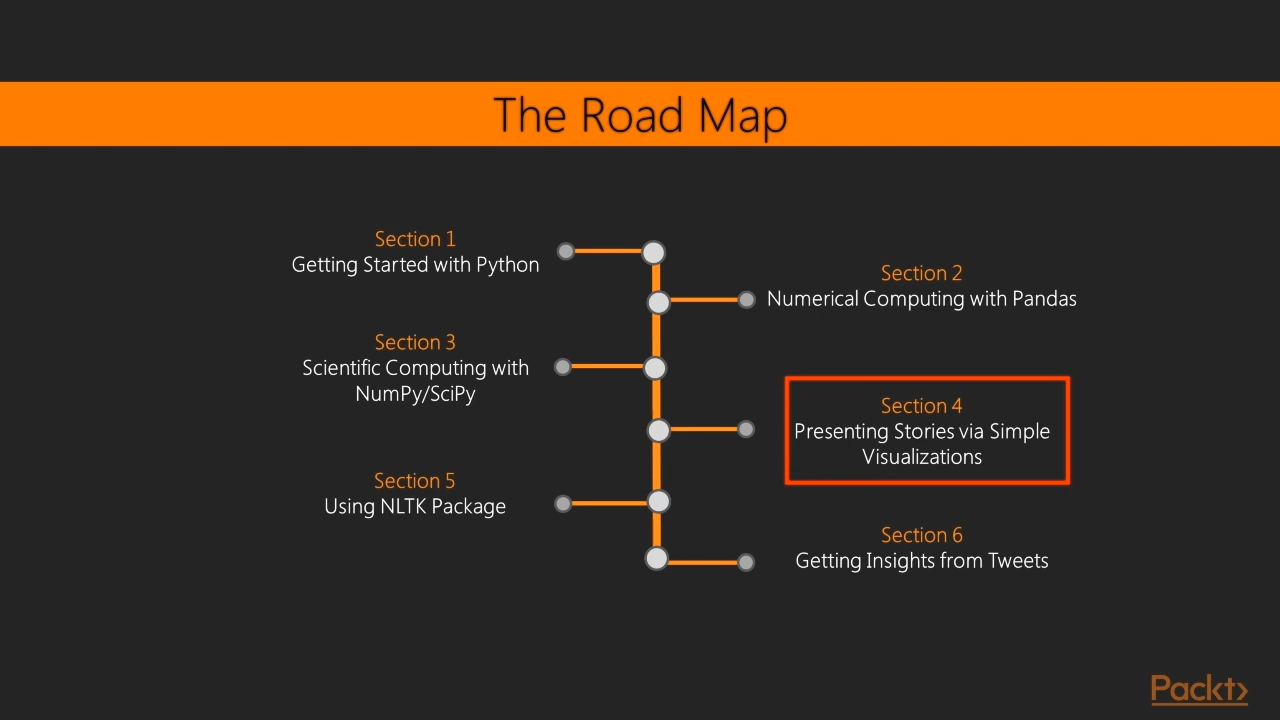 The Road Map
Section 1
Getting Started with Python
Section 2
Numerical Computing with Pandas
Section 3
Scientific Computing with
NumPy/SciPy
Section 4
Presenting Stories via Simple
Visualizations
Section 5
Using NLTK Package
Section 6
Getting Insights from Tweets
Packt